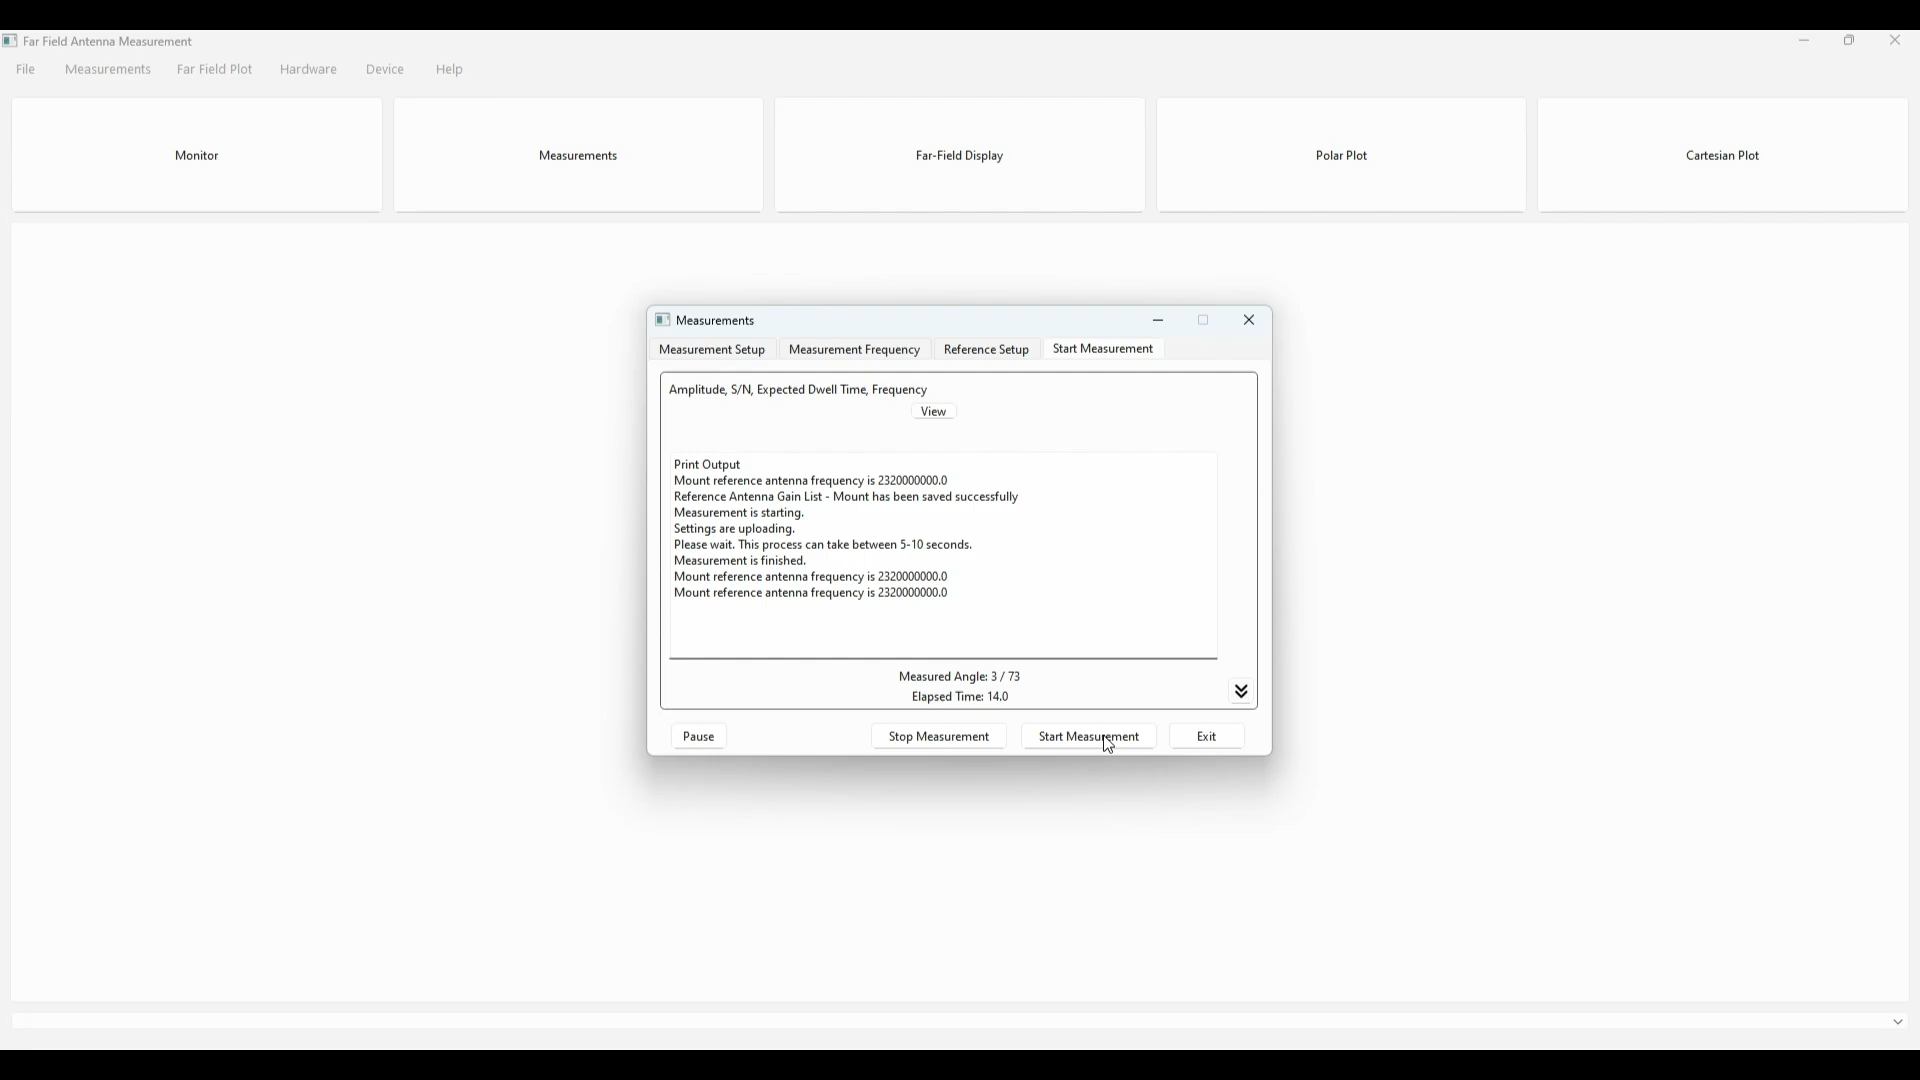 Far Field Antenna Measurement
File Measurements Far Field Plot Hardware Device Help
Monitor Measurements Far-Field Display Polar Plot Cartesian Plot
Measurements
Measurement Setup Measurement Frequency Reference Setup Start Measurement
Amplitude, S/N, Expected Dwell Time, Frequency
View
Print Output
Mount reference antenna frequency is 2320000000.0
Reference Antenna Gain List - Mount has been saved successfully
Measurement is starting.
Settings are uploading.
Please wait. This process can take between 5-10 seconds.
Measurement is finished.
Mount reference antenna frequency is 2320000000.0
Mount reference antenna frequency is 2320000000.0
Measured Angle: 3 / 73
Elapsed Time: 14.0
Pause Stop Measurement Start Measurement Exit